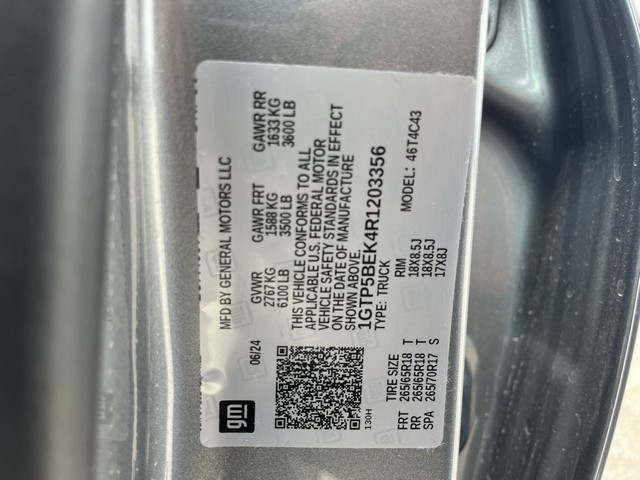 MFD BY GENERAL MOTORS LLC
06/24
GVWR
2767 KG
6100 LB
GAWR FRT
1588 KG
3500 LB
GAWR RR
1633 KG
3600 LB
THIS VEHICLE CONFORMS TO ALL
APPLICABLE U.S. FEDERAL MOTOR
VEHICLE SAFETY STANDARDS IN EFFECT
ON THE DATE OF MANUFACTURE
SHOWN ABOVE.
1GTP5BEK4R1203356
TYPE: TRUCK
MODEL: 46T4C43
gm
130H
TIRE SIZE RIM
FRT 265/65R18 T 18X8.5J
RR 265/65R18 T 18X8.5J
SPA 265/70R17 S 17X8J